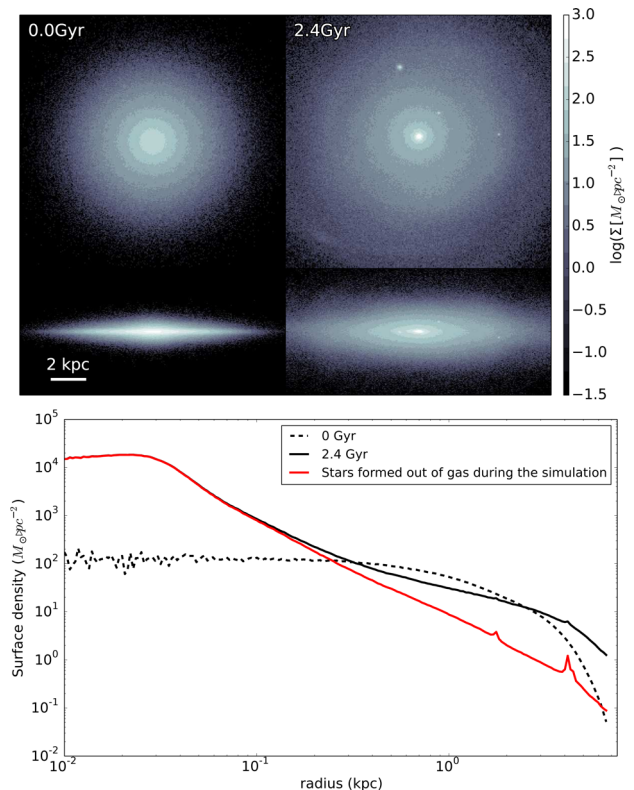 0.0Gyr
2.4Gyr
2 kpc
3.0
2.5
2.0
1.5
1.0
0.5
0.0
−0.5
−1.0
−1.5
log(Σ[M⊙pc⁻²])
10⁵
10⁴
10³
10²
10¹
10⁰
10⁻¹
10⁻²
Surface density (M⊙pc⁻²)
0 Gyr
2.4 Gyr
Stars formed out of gas during the simulation
10⁻²
10⁻¹
10⁰
radius (kpc)